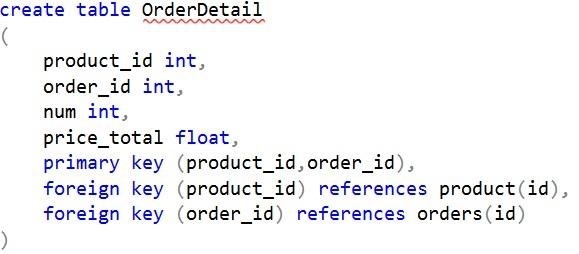 create table OrderDetail
(
product_id int,
order_id int,
num int,
price_total float,
primary key (product_id,order_id),
foreign key (product_id) references product(id),
foreign key (order_id) references orders(id)
)